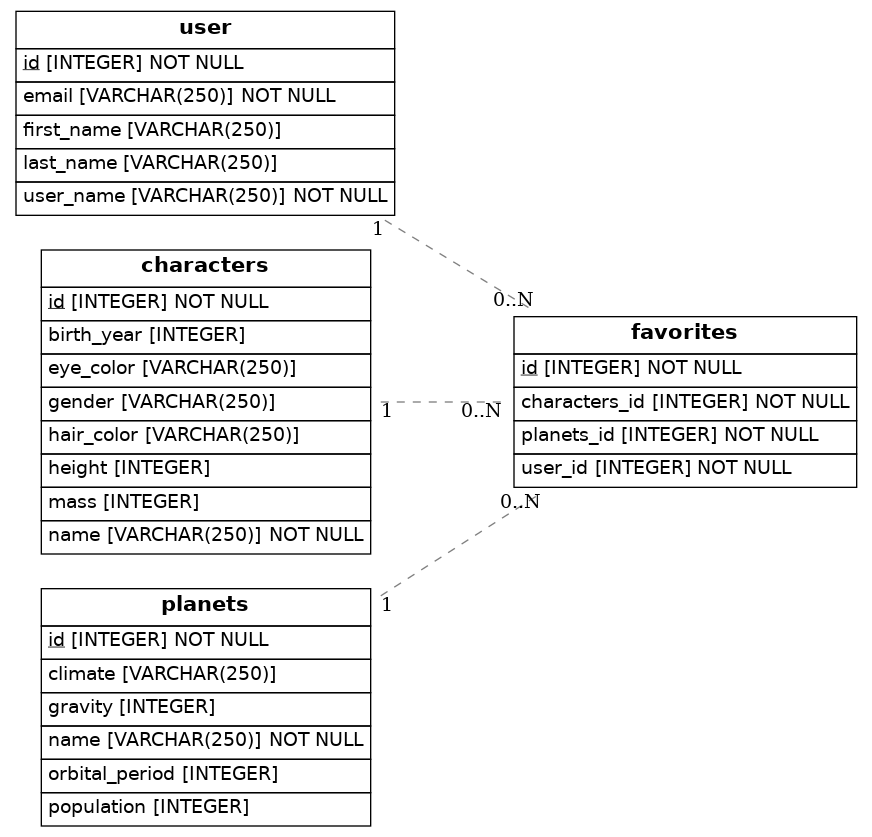 user
id [INTEGER] NOT NULL
email [VARCHAR(250)] NOT NULL
first_name [VARCHAR(250)]
last_name [VARCHAR(250)]
user_name [VARCHAR(250)] NOT NULL
1
0..N
characters
id [INTEGER] NOT NULL
birth_year [INTEGER]
eye_color [VARCHAR(250)]
gender [VARCHAR(250)]
hair_color [VARCHAR(250)]
height [INTEGER]
mass [INTEGER]
name [VARCHAR(250)] NOT NULL
1
0..N
favorites
id [INTEGER] NOT NULL
characters_id [INTEGER] NOT NULL
planets_id [INTEGER] NOT NULL
user_id [INTEGER] NOT NULL
0..N
1
planets
id [INTEGER] NOT NULL
climate [VARCHAR(250)]
gravity [INTEGER]
name [VARCHAR(250)] NOT NULL
orbital_period [INTEGER]
population [INTEGER]